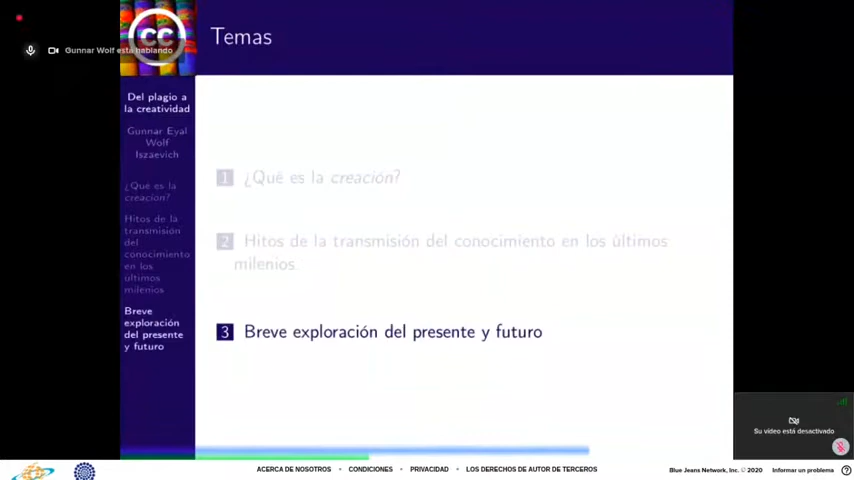 cc
Gunnar Wolf está hablando
Temas
Del plagio a
la creatividad
Gunnar Eyal
Wolf
Iszaevich
¿Qué es la
creación?
Hitos de la
transmisión
del
conocimiento
en los
últimos
milenios
Breve
exploración
del presente
y futuro
1 ¿Qué es la creación?
2 Hitos de la transmisión del conocimiento en los últimos
milenios.
3 Breve exploración del presente y futuro
Su video está desactivado
ACERCA DE NOSOTROS • CONDICIONES • PRIVACIDAD • LOS DERECHOS DE AUTOR DE TERCEROS
Blue Jeans Network, Inc. © 2020 Informar un problema ?